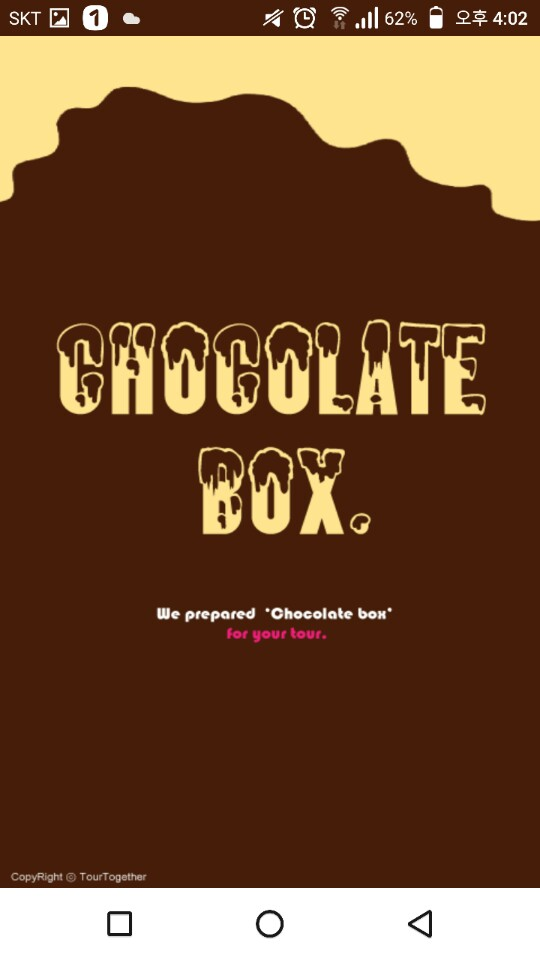 SKT 1 62% 오후 4:02
CHOCOLATE
BOX.
We prepared "Chocolate box"
for your tour.
CopyRight © TourTogether